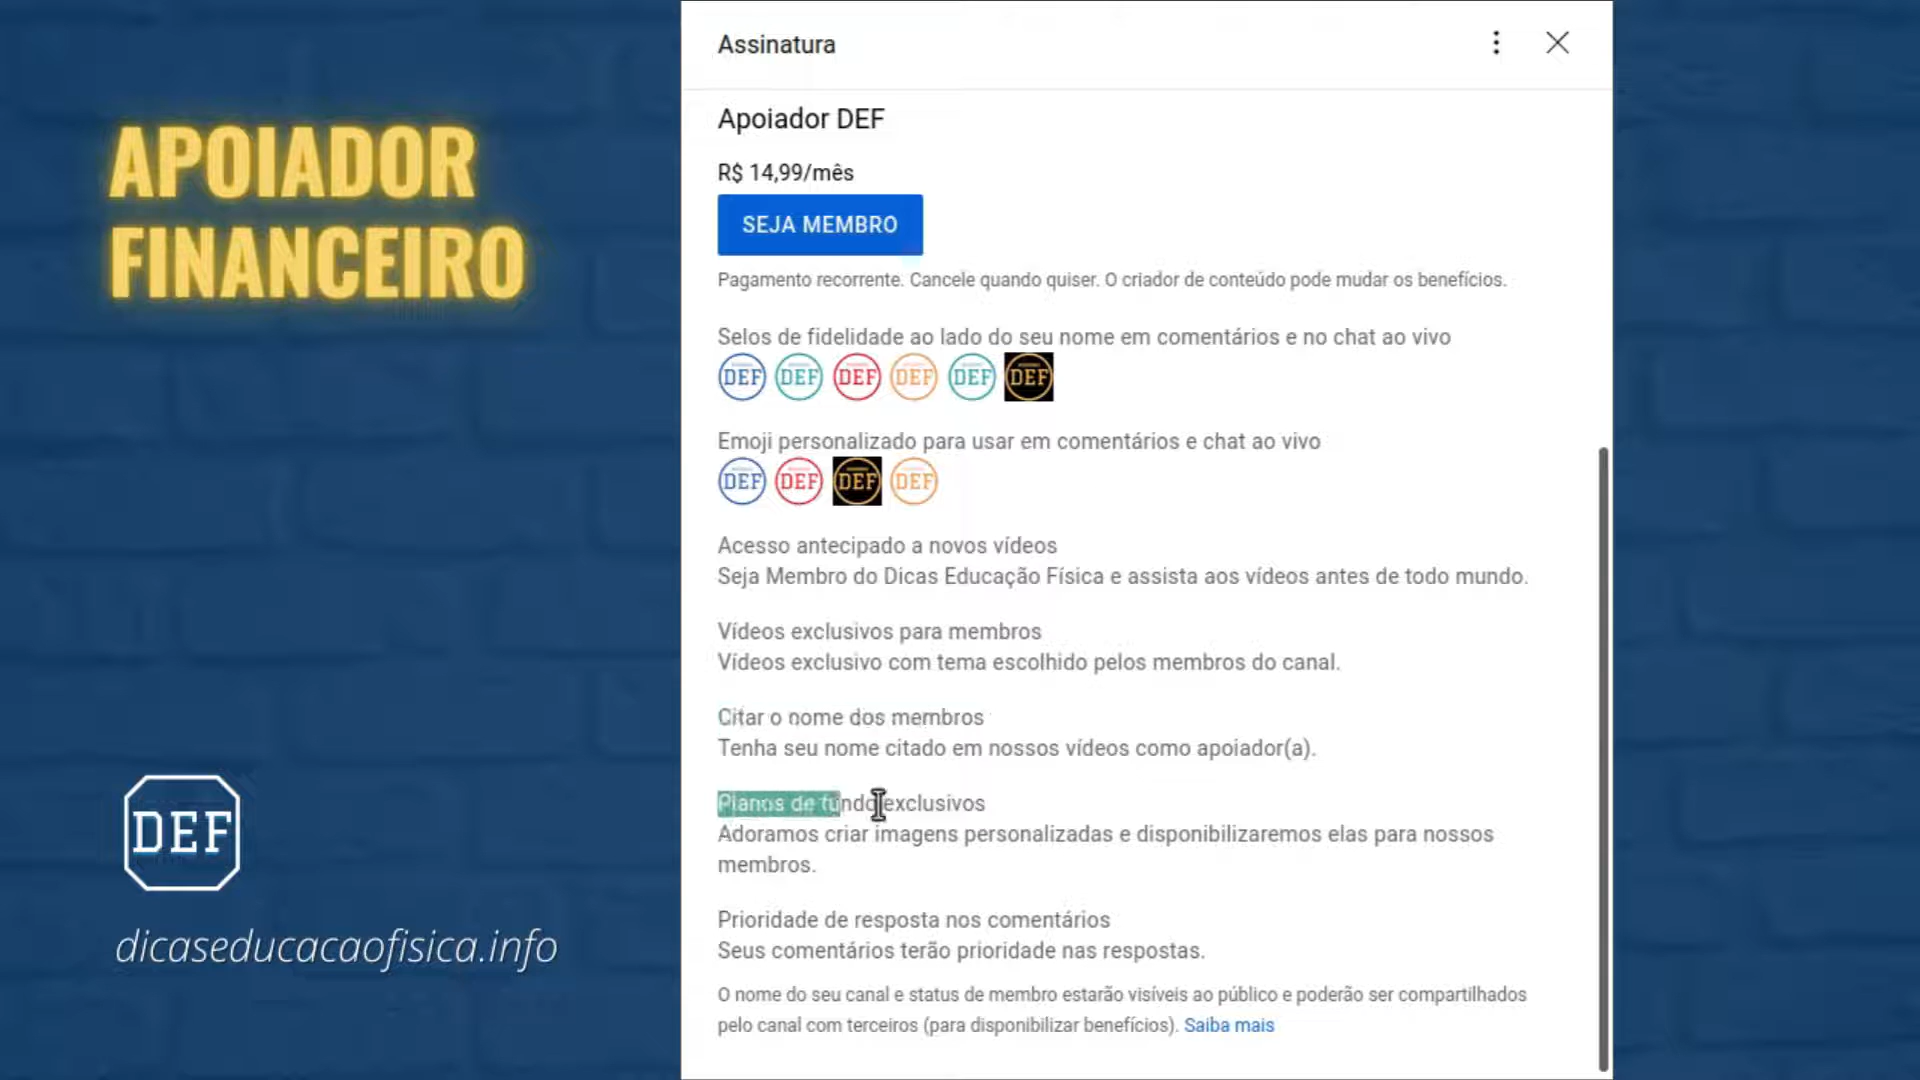 APOIADOR
FINANCEIRO
DEF
dicaseducacaofisica.info
Assinatura
Apoiador DEF
R$ 14,99/mês
SEJA MEMBRO
Pagamento recorrente. Cancele quando quiser. O criador de conteúdo pode mudar os benefícios.
Selos de fidelidade ao lado do seu nome em comentários e no chat ao vivo
DEF DEF DEF DEF DEF DEF
Emoji personalizado para usar em comentários e chat ao vivo
DEF DEF DEF DEF
Acesso antecipado a novos vídeos
Seja Membro do Dicas Educação Física e assista aos vídeos antes de todo mundo.
Vídeos exclusivos para membros
Vídeos exclusivo com tema escolhido pelos membros do canal.
Citar o nome dos membros
Tenha seu nome citado em nossos vídeos como apoiador(a).
Planos de fundo exclusivos
Adoramos criar imagens personalizadas e disponibilizaremos elas para nossos
membros.
Prioridade de resposta nos comentários
Seus comentários terão prioridade nas respostas.
O nome do seu canal e status de membro estarão visíveis ao público e poderão ser compartilhados
pelo canal com terceiros (para disponibilizar benefícios). Saiba mais